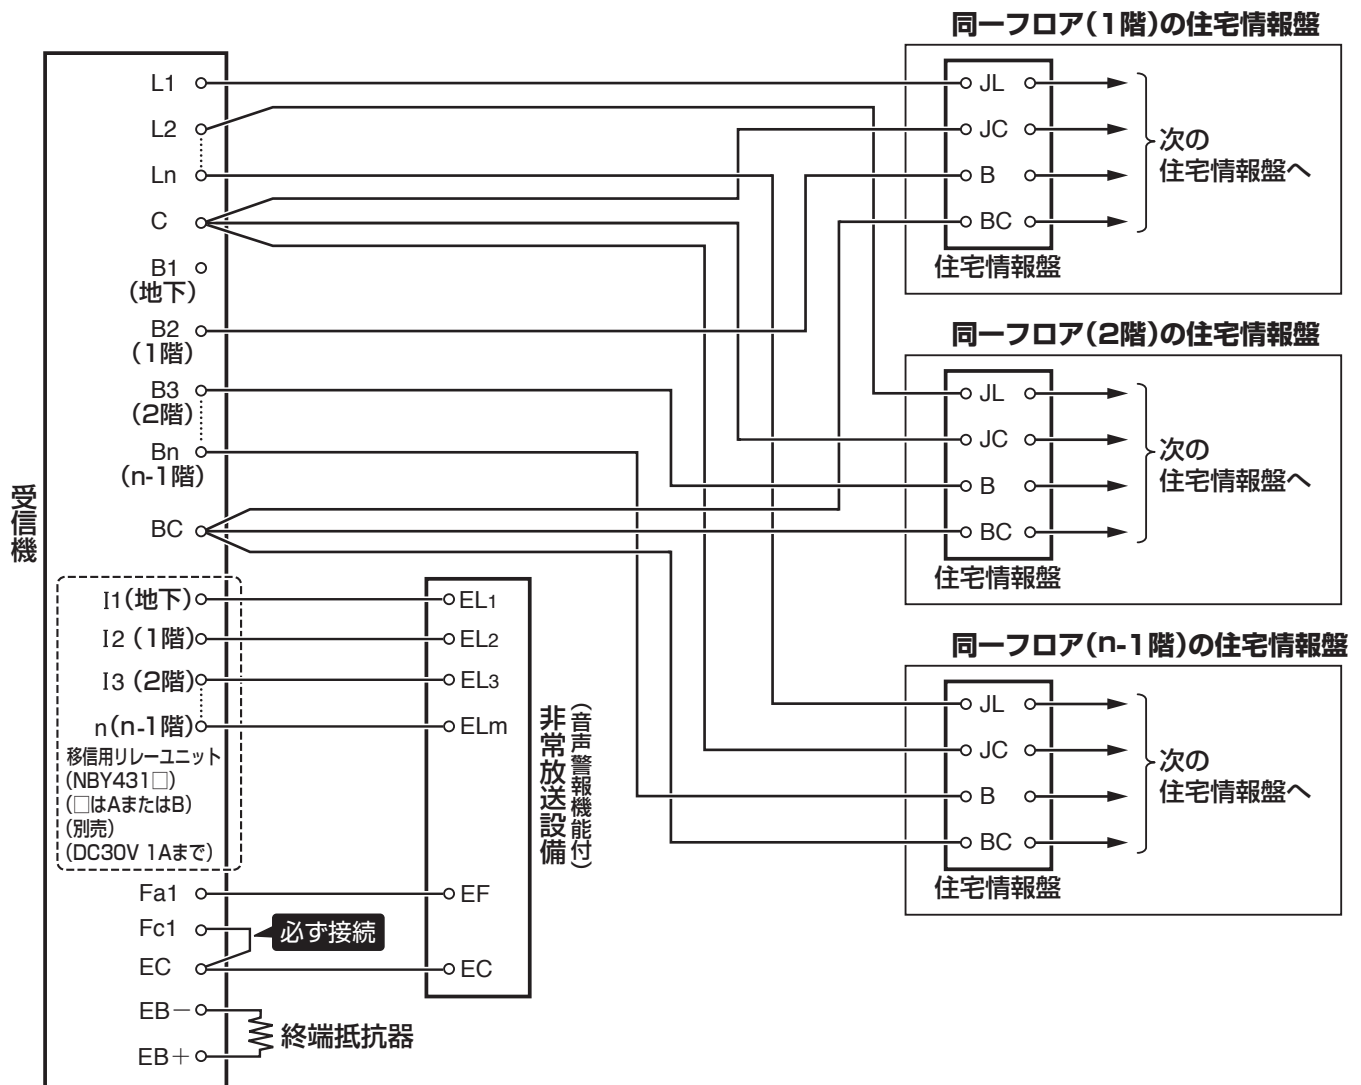 受信機
L1
L2
Ln
C
B1
(地下)
B2
(1階)
B3
(2階)
Bn
(n-1階)
BC
I1(地下)
I2(1階)
I3(2階)
n(n-1階)
移信用リレーユニット
(NBY431□)
(□はAまたはB)
(別売)
(DC30V 1Aまで)
Fa1
Fc1
必ず接続
EC
EB－
EB＋
終端抵抗器
EL1
EL2
EL3
ELm
EF
EC
非常放送設備
(音声警報機能付)
同一フロア(1階)の住宅情報盤
JL
JC
B
BC
住宅情報盤
次の
住宅情報盤へ
同一フロア(2階)の住宅情報盤
JL
JC
B
BC
住宅情報盤
次の
住宅情報盤へ
同一フロア(n-1階)の住宅情報盤
JL
JC
B
BC
住宅情報盤
次の
住宅情報盤へ